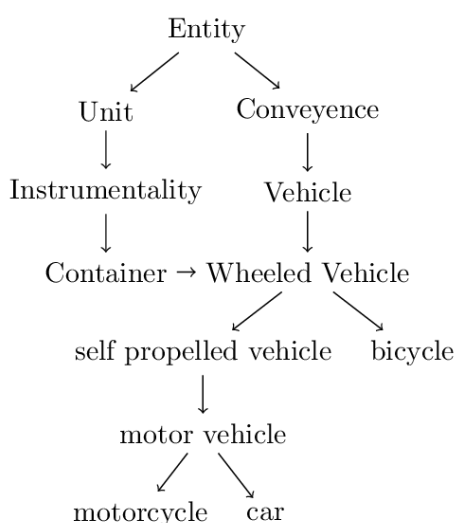 Entity
Unit Conveyence
Instrumentality Vehicle
Container → Wheeled Vehicle
self propelled vehicle bicycle
motor vehicle
motorcycle car